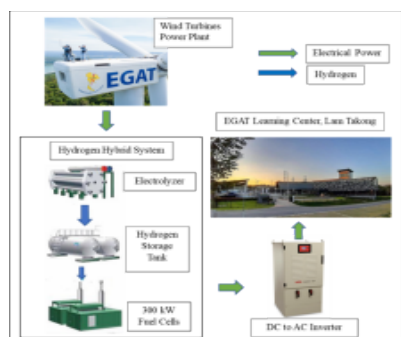 Wind Turbines
Power Plant
EGAT
Electrical Power
Hydrogen
EGAT Learning Center, Lam Takong
Hydrogen Hybrid System
Electrolyzer
Hydrogen
Storage
Tank
300 kW
Fuel Cells
DC to AC Inverter